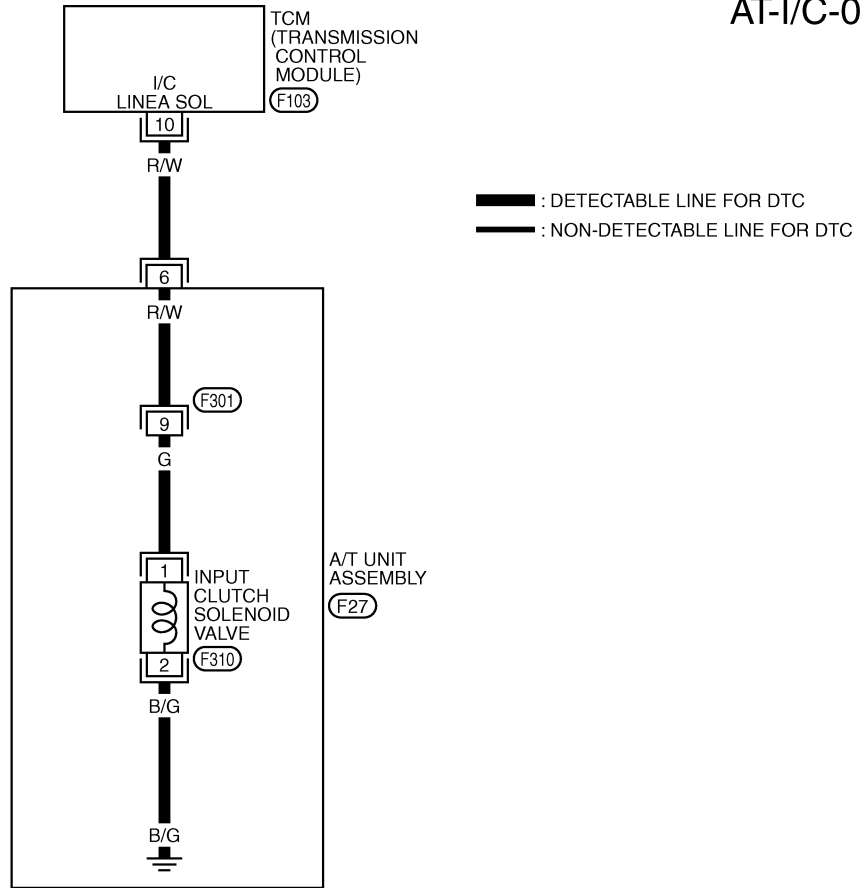 AT-I/C-0
TCM
(TRANSMISSION
CONTROL
MODULE)
F103
I/C
LINEA SOL
10
R/W
: DETECTABLE LINE FOR DTC
: NON-DETECTABLE LINE FOR DTC
6
R/W
F301
9
G
1
INPUT
CLUTCH
SOLENOID
VALVE
F310
2
A/T UNIT
ASSEMBLY
F27
B/G
B/G